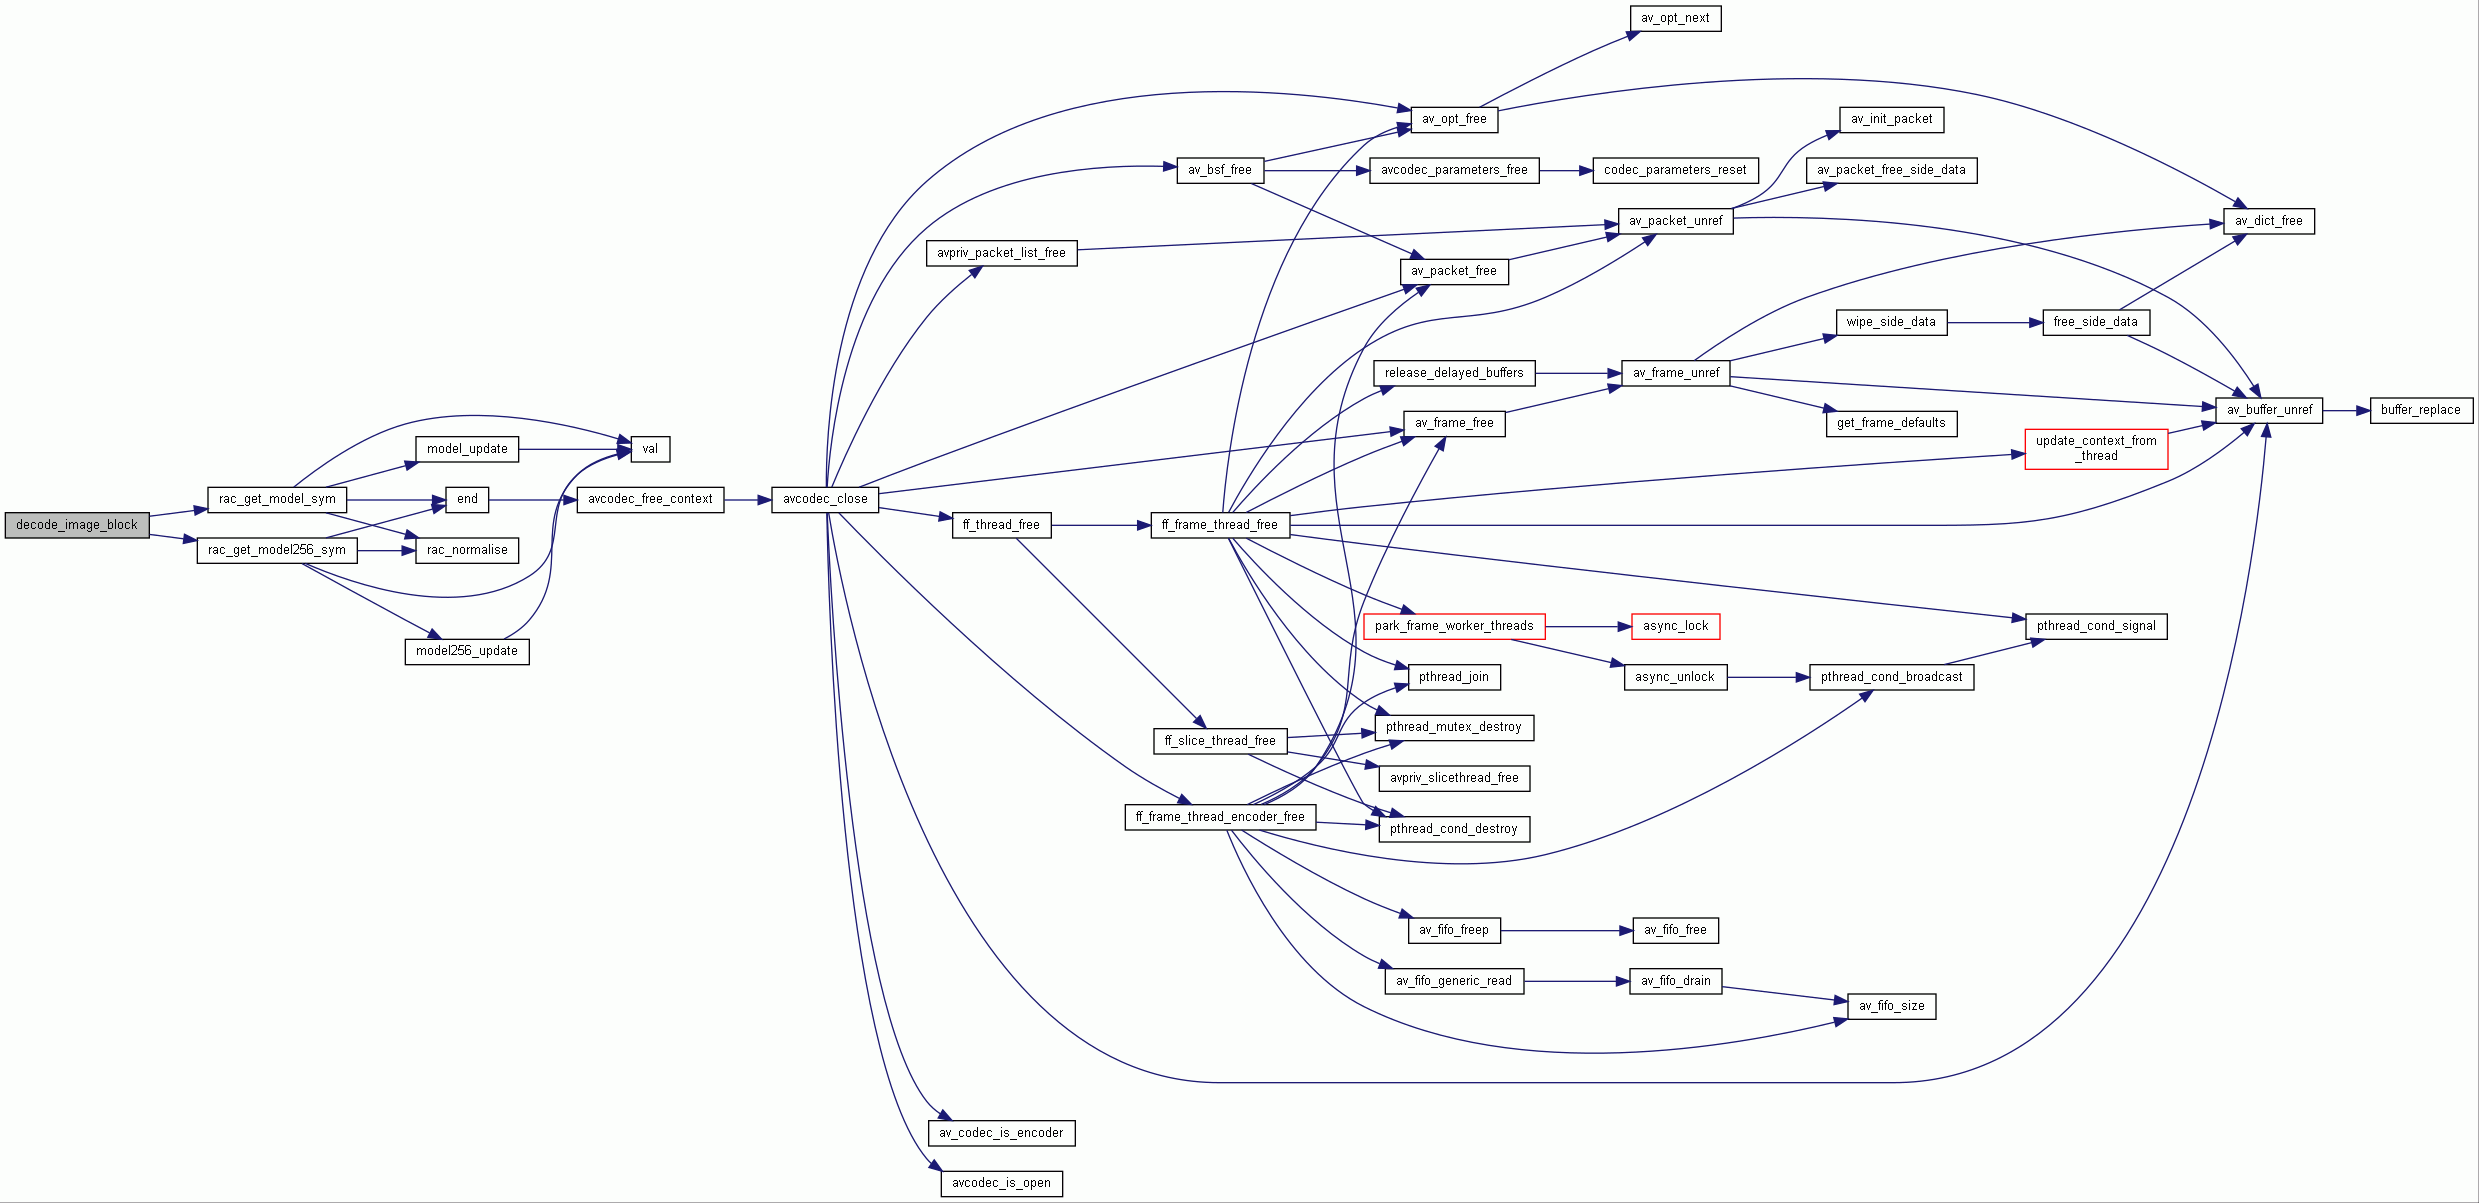 av_opt_next
av_opt_free
av_init_packet
av_bsf_free
avcodec_parameters_free
codec_parameters_reset
av_packet_free_side_data
av_packet_unref
av_dict_free
avpriv_packet_list_free
av_packet_free
wipe_side_data
free_side_data
release_delayed_buffers
av_frame_unref
av_buffer_unref
buffer_replace
av_frame_free
get_frame_defaults
update_context_from
_thread
model_update
val
rac_get_model_sym
end
avcodec_free_context
avcodec_close
decode_image_block
ff_thread_free
ff_frame_thread_free
rac_get_model256_sym
rac_normalise
park_frame_worker_threads
async_lock
pthread_cond_signal
model256_update
pthread_join
async_unlock
pthread_cond_broadcast
pthread_mutex_destroy
ff_slice_thread_free
avpriv_slicethread_free
ff_frame_thread_encoder_free
pthread_cond_destroy
av_fifo_freep
av_fifo_free
av_fifo_generic_read
av_fifo_drain
av_fifo_size
av_codec_is_encoder
avcodec_is_open